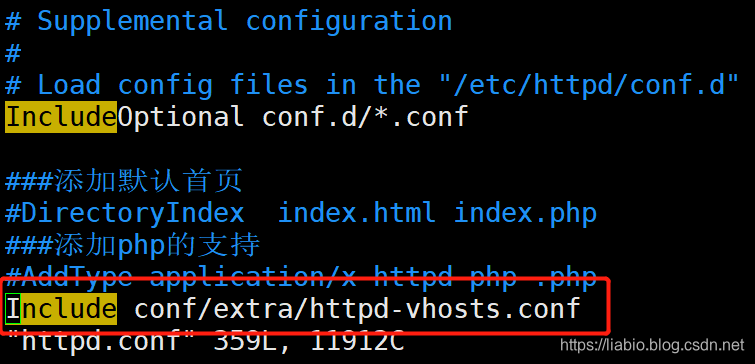 # Supplemental configuration
#
# Load config files in the "/etc/httpd/conf.d"
IncludeOptional conf.d/*.conf
###添加默认首页
#DirectoryIndex  index.html index.php
###添加php的支持
#AddType application/x-httpd-php .php
Include conf/extra/httpd-vhosts.conf
"httpd.conf" 359L, 11912C
https://liabio.blog.csdn.net